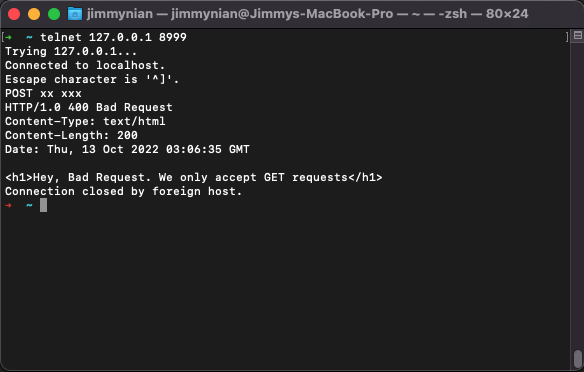 jimmynian — jimmynian@Jimmys-MacBook-Pro — ~ — -zsh — 80×24
[➜  ~ telnet 127.0.0.1 8999 ]
Trying 127.0.0.1...
Connected to localhost.
Escape character is '^]'.
POST xx xxx
HTTP/1.0 400 Bad Request
Content-Type: text/html
Content-Length: 200
Date: Thu, 13 Oct 2022 03:06:35 GMT
<h1>Hey, Bad Request. We only accept GET requests</h1>
Connection closed by foreign host.
➜  ~